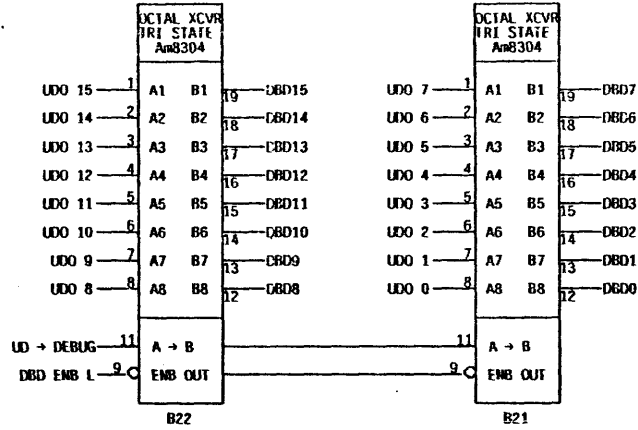 OCTAL XCVR OCTAL XCVR
TRI STATE TRI STATE
Am8304 Am8304
UDO 15 1 A1 B1 19 DBD15 UDO 7 1 A1 B1 19 DBD7
UDO 14 2 A2 B2 18 DBD14 UDO 6 2 A2 B2 18 DBD6
UDO 13 3 A3 B3 17 DBD13 UDO 5 3 A3 B3 17 DBD5
UDO 12 4 A4 B4 16 DBD12 UDO 4 4 A4 B4 16 DBD4
UDO 11 5 A5 B5 15 DBD11 UDO 3 5 A5 B5 15 DBD3
UDO 10 6 A6 B6 14 DBD10 UDO 2 6 A6 B6 14 DBD2
UDO 9 7 A7 B7 13 DBD9 UDO 1 7 A7 B7 13 DBD1
UDO 8 8 A8 B8 12 DBD8 UDO 0 8 A8 B8 12 DBD0
UD → DEBUG 11 A → B 11 A → B
DBD ENB L 9 ENB OUT 9 ENB OUT
B22 B21